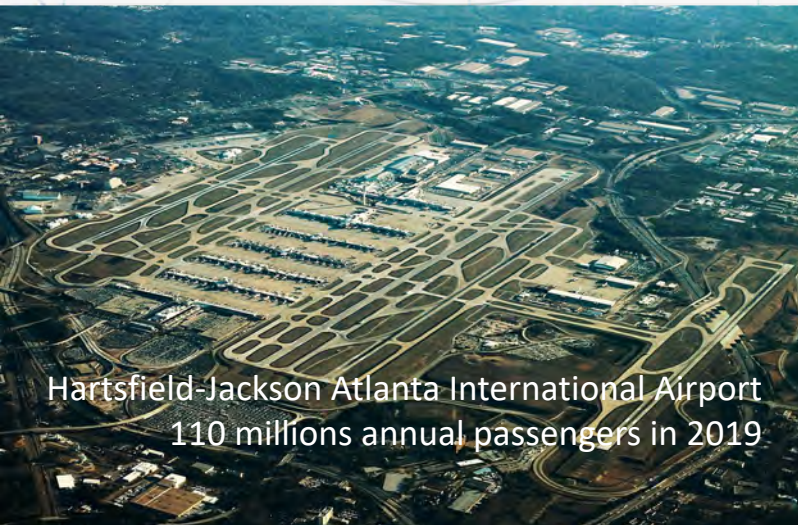 Hartsfield-Jackson Atlanta International Airport
110 millions annual passengers in 2019